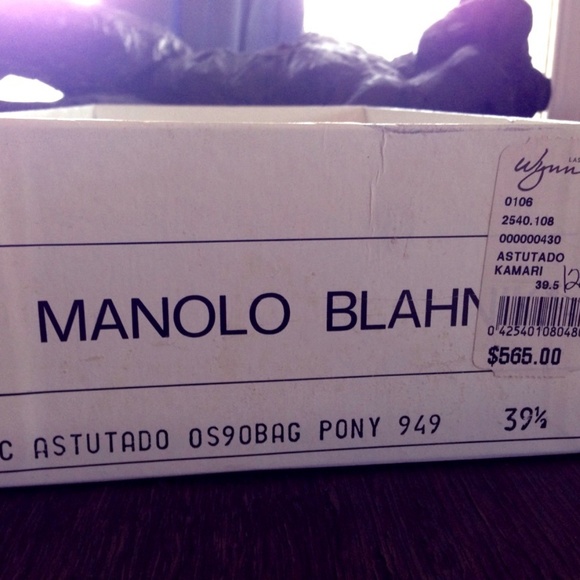 Wynn LAS
0106
2540.108
000000430
ASTUTADO
KAMARI
39.5
$565.00
MANOLO BLAHN
C ASTUTADO OS90BAG PONY 949 39½